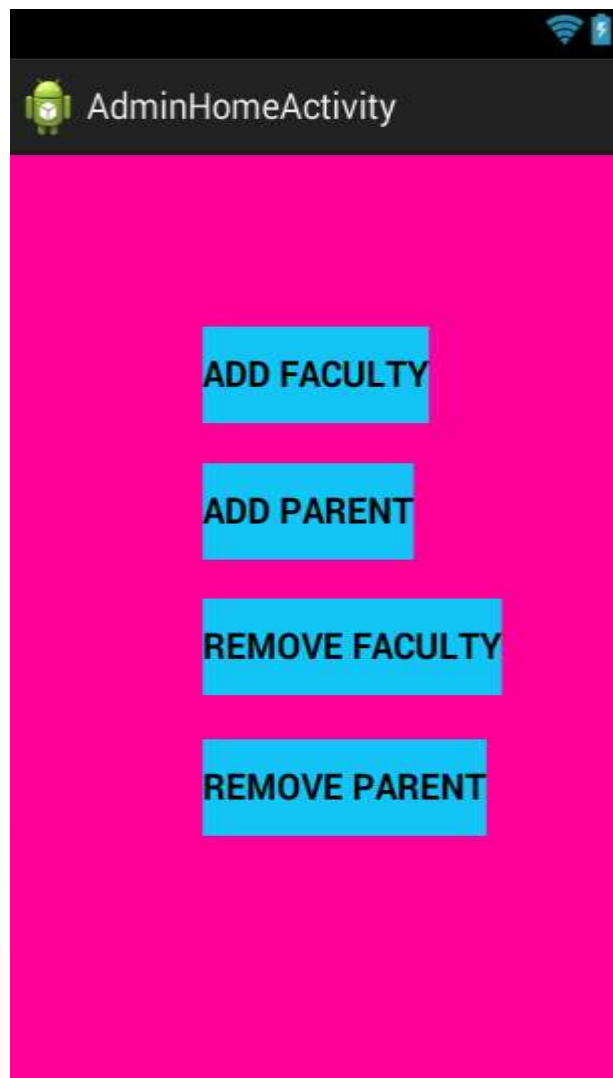 AdminHomeActivity
ADD FACULTY
ADD PARENT
REMOVE FACULTY
REMOVE PARENT